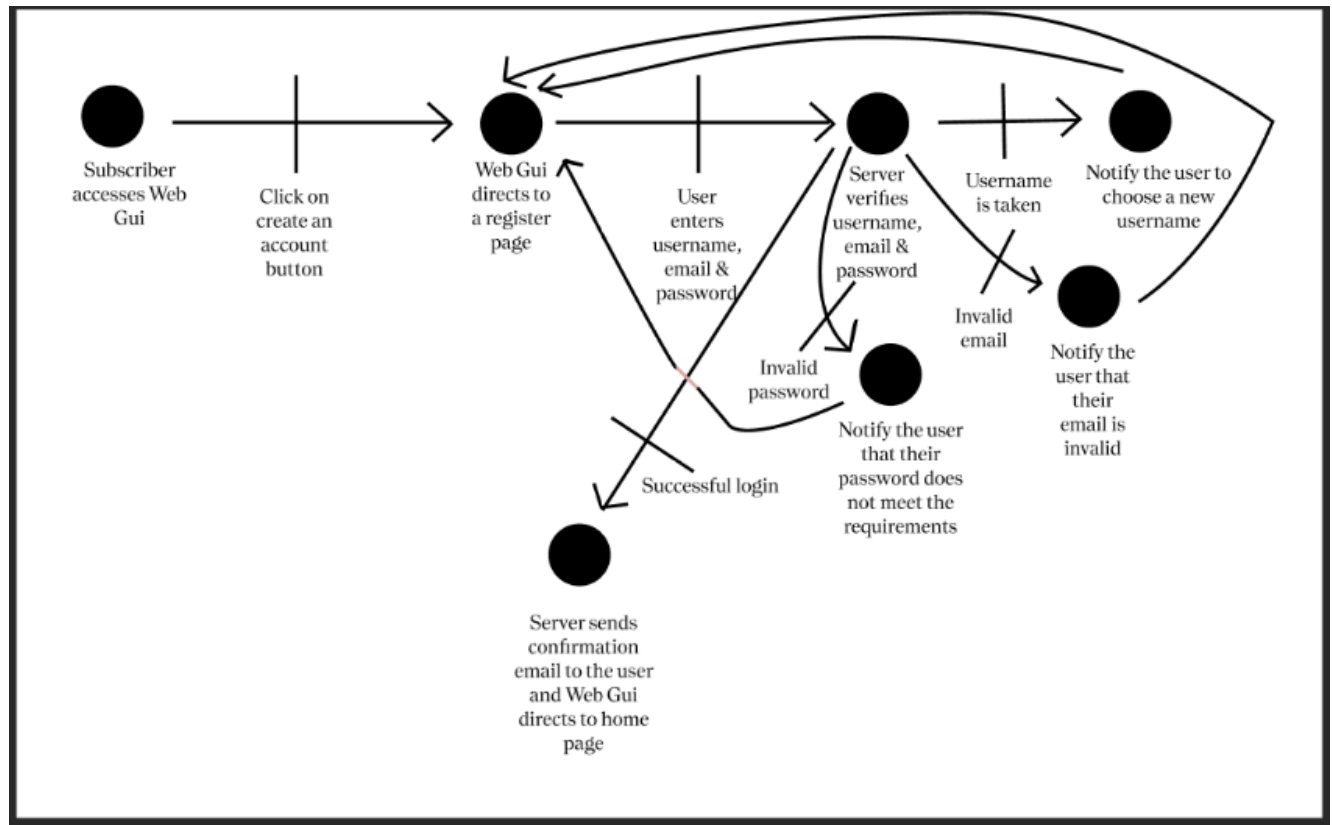 Subscriber
accesses Web
Gui
Click on
create an
account
button
Web Gui
directs to
a register
page
User
enters
username,
email &
password
Server
verifies
username,
email &
password
Username
is taken
Notify the user to
choose a new
username
Invalid
email
Notify the
user that
their
email is
invalid
Invalid
password
Notify the user
that their
password does
not meet the
requirements
Successful login
Server sends
confirmation
email to the user
and Web Gui
directs to home
page